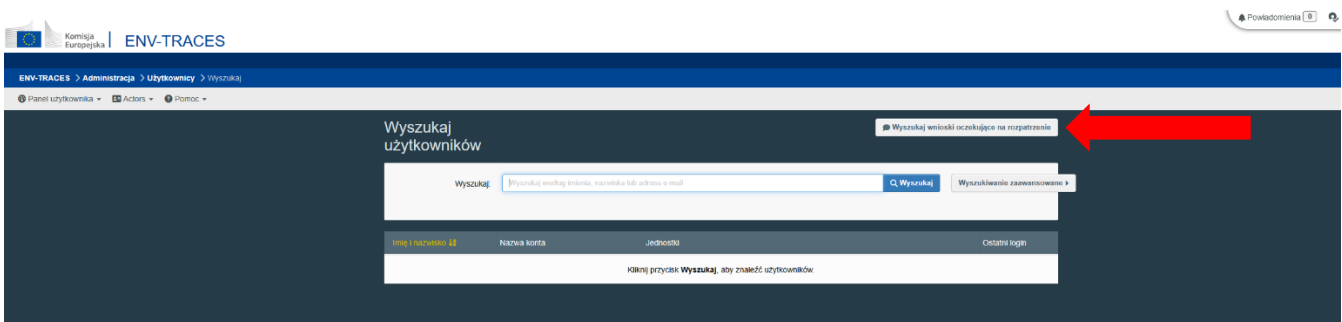 Powiadomienia 0
Komisja
Europejska
ENV-TRACES
ENV-TRACES > Administracja > Użytkownicy > Wyszukaj
Panel użytkownika Actors Pomoc
Wyszukaj
użytkowników
Wyszukaj wnioski oczekujące na rozpatrzenie
Wyszukaj: Wyszukaj według imienia, nazwiska lub adresu e-mail Wyszukaj Wyszukiwanie zaawansowane
Imię i nazwisko Nazwa konta Jednostki Ostatni login
Kliknij przycisk Wyszukaj, aby znaleźć użytkowników.